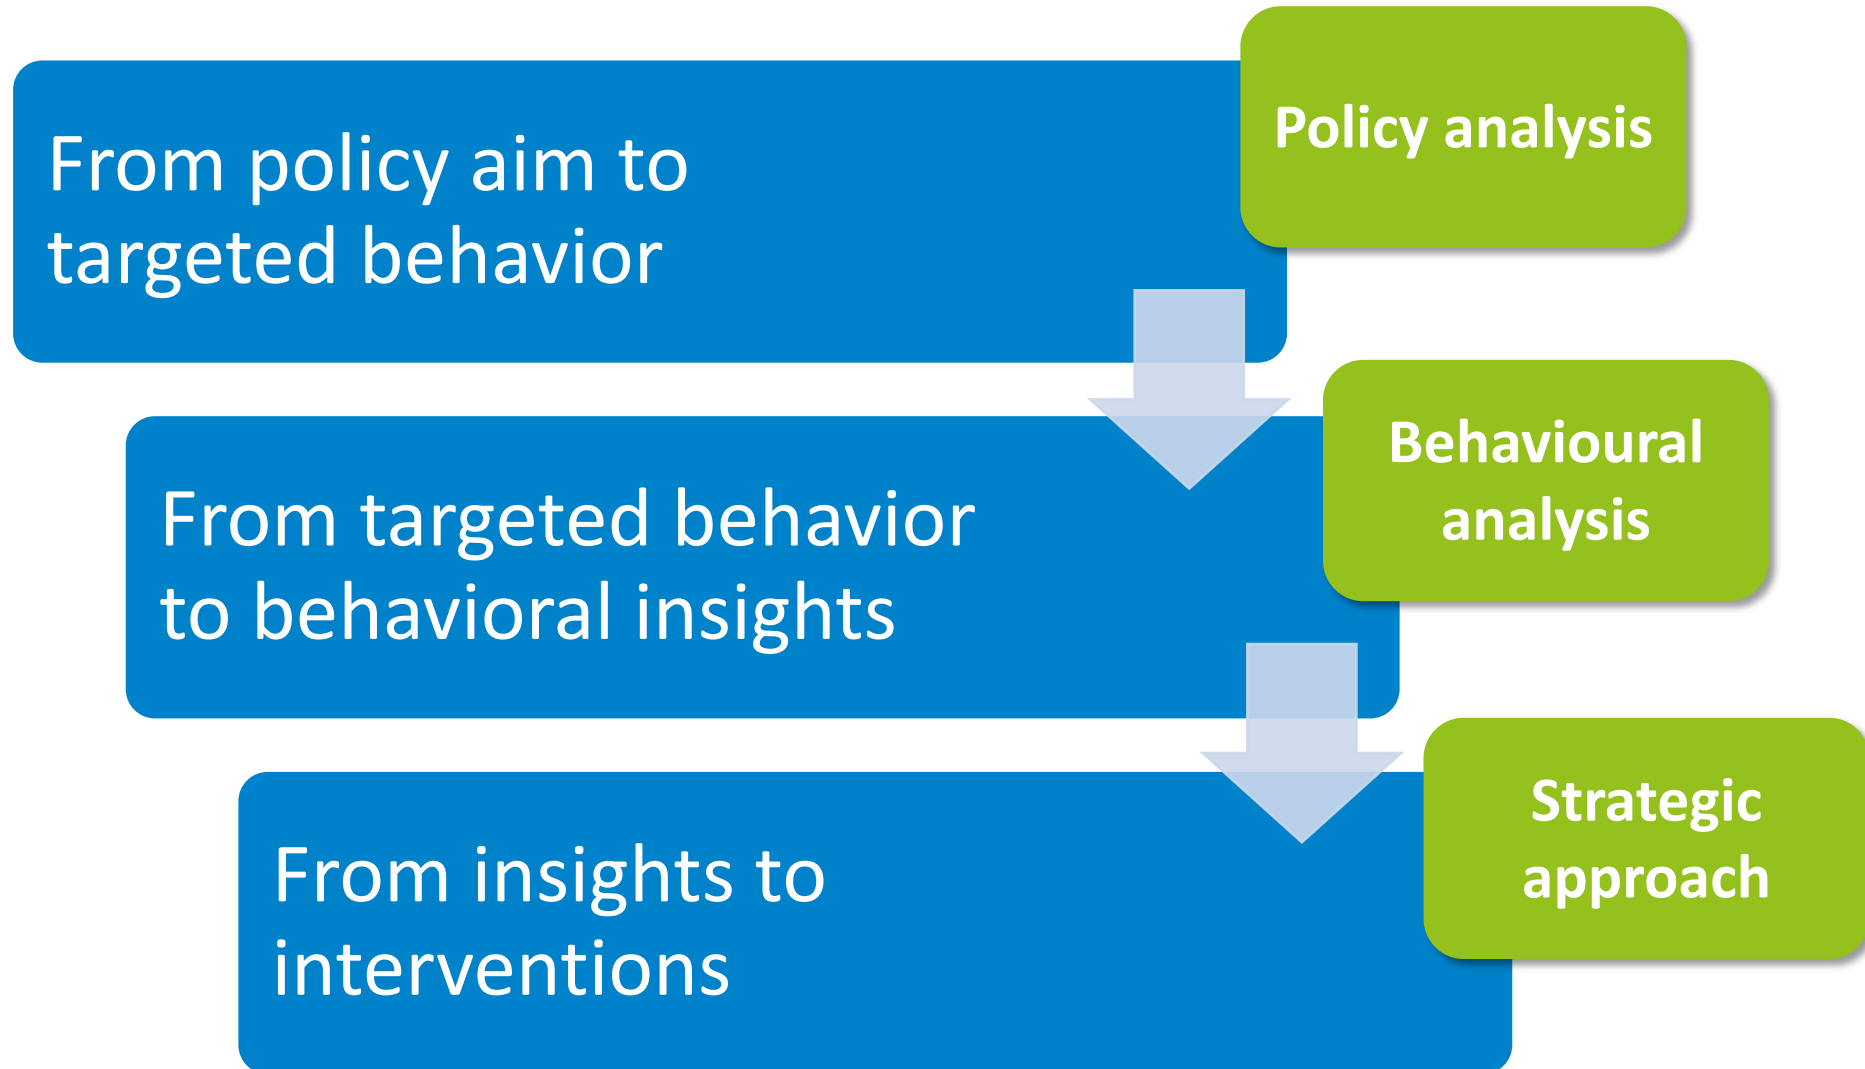 Policy analysis
From policy aim to
targeted behavior
Behavioural
analysis
From targeted behavior
to behavioral insights
Strategic
approach
From insights to
interventions